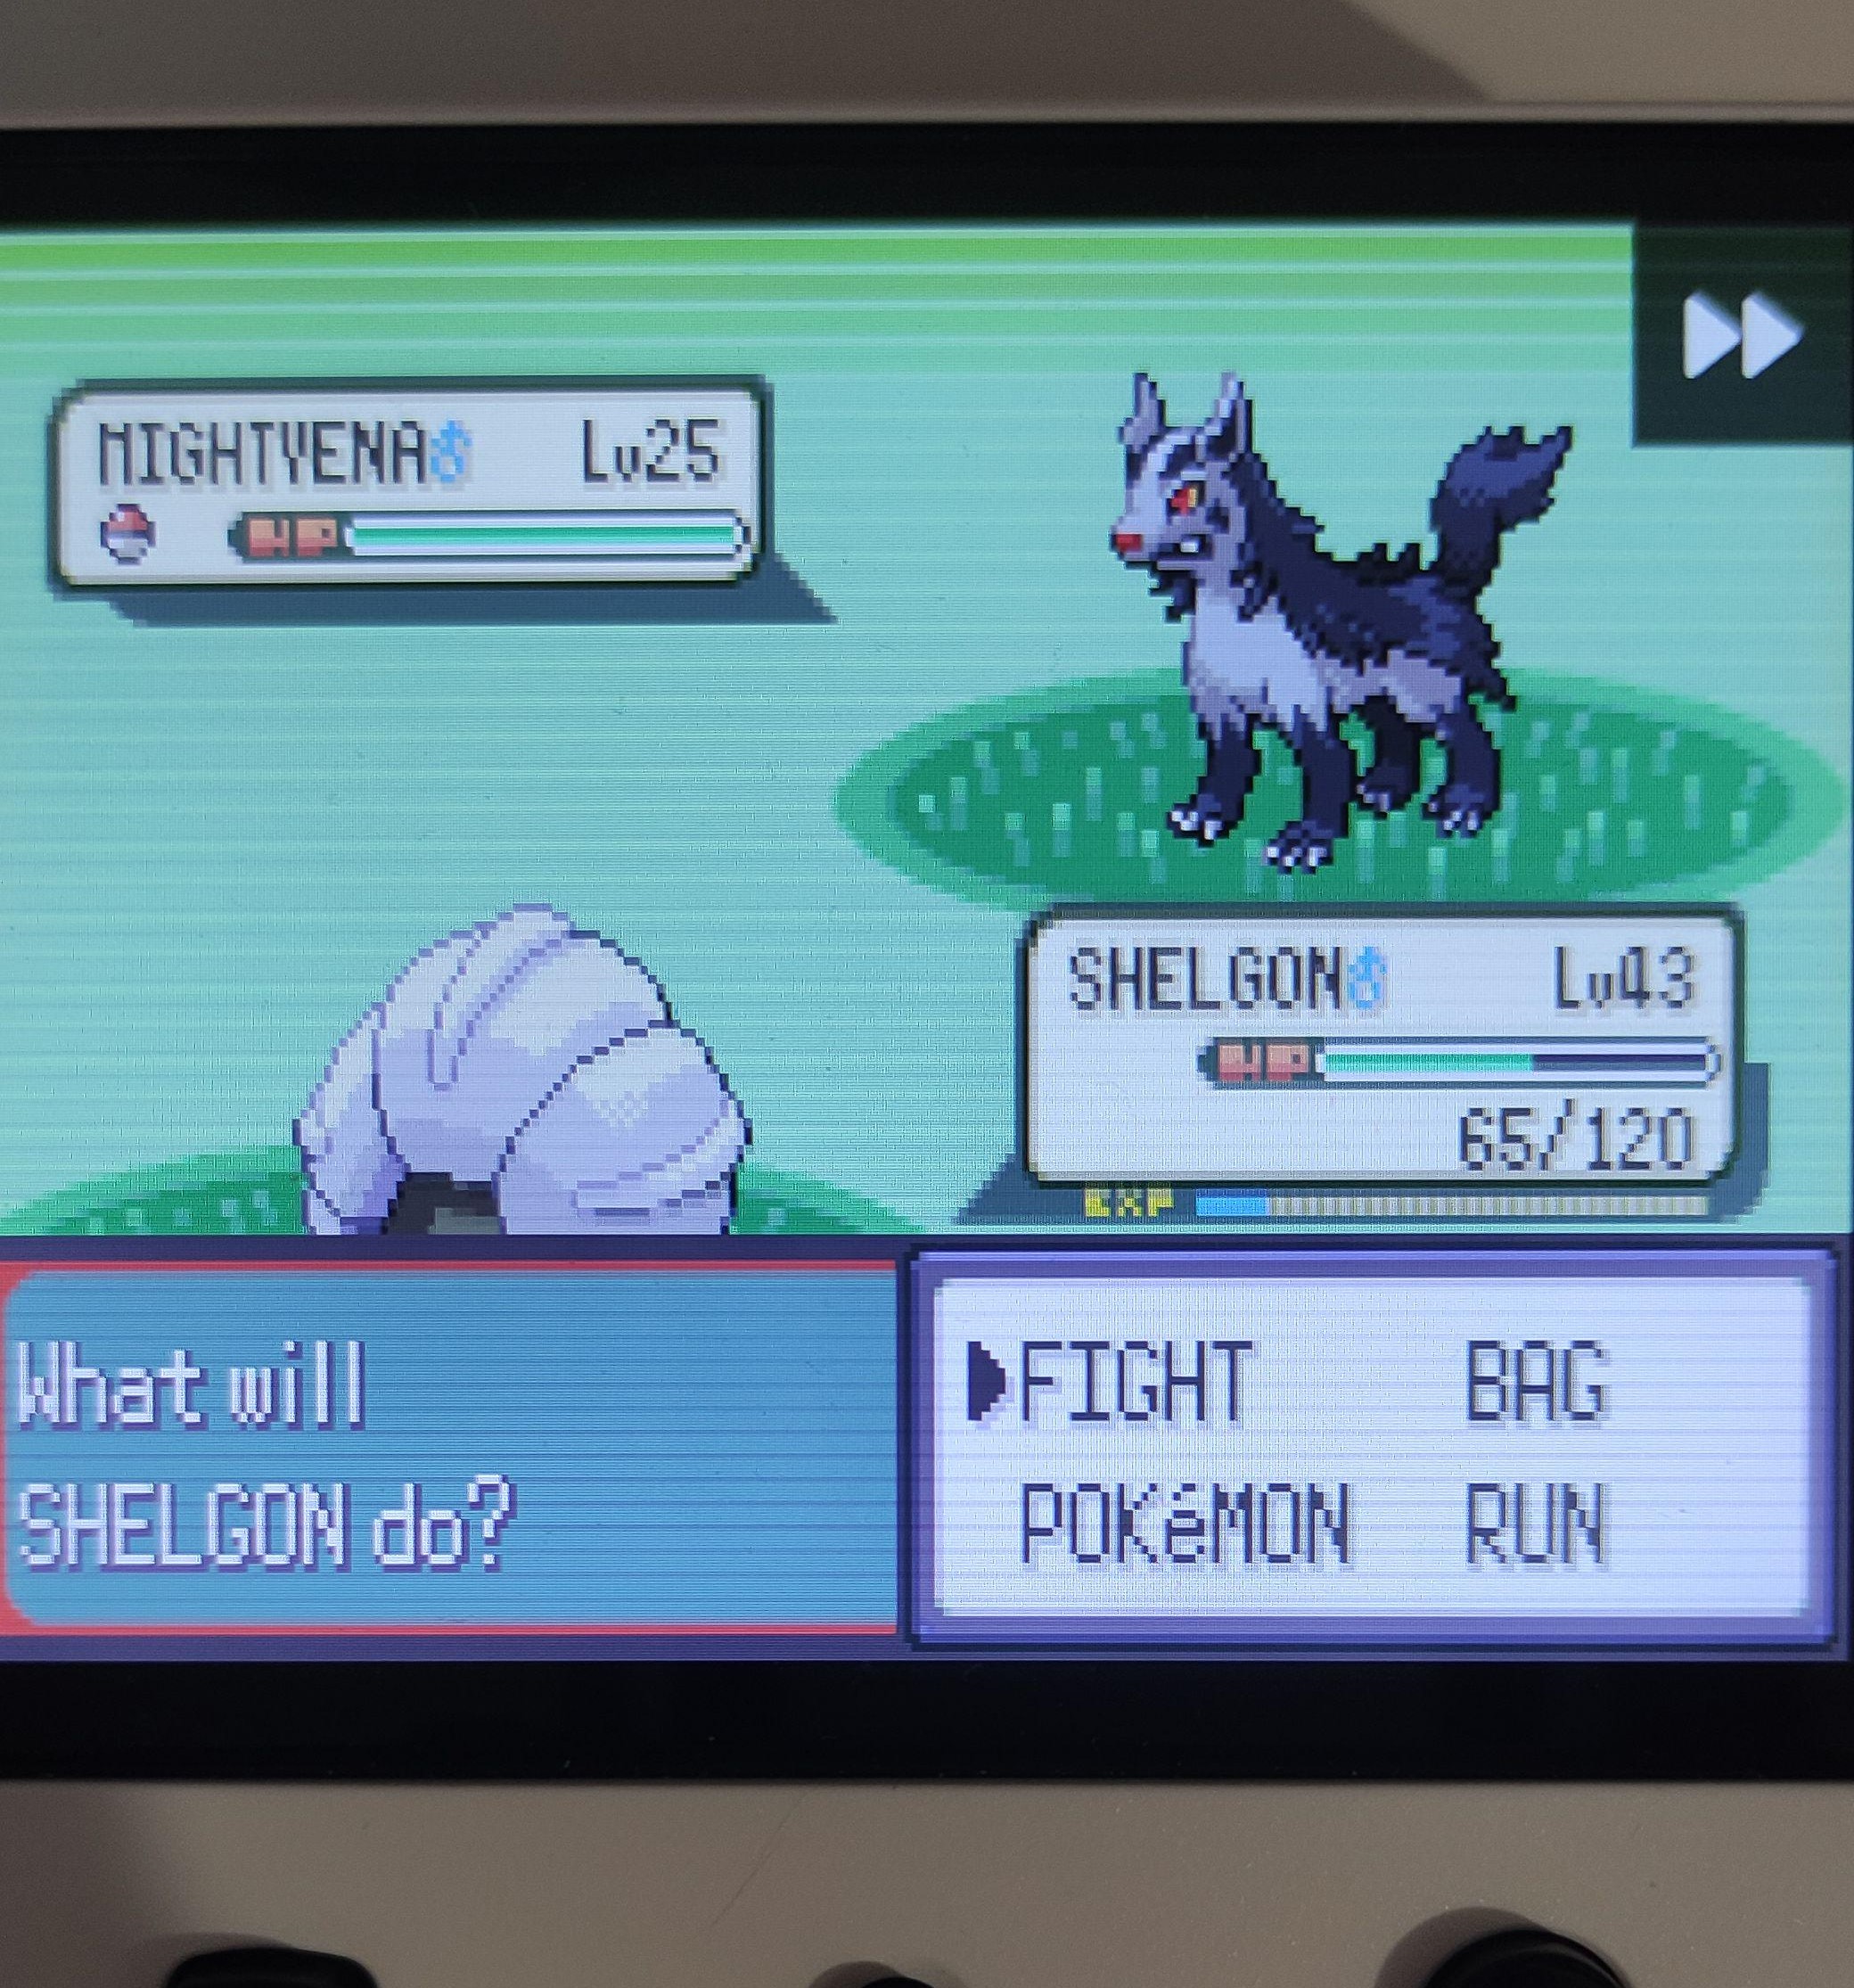 MIGHTYENA♂ Lv25
HP
SHELGON♂ Lv43
HP
65/120
EXP
What will
SHELGON do?
FIGHT BAG
POKéMON RUN